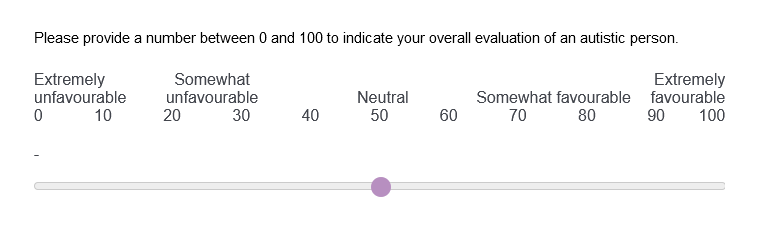 Please provide a number between 0 and 100 to indicate your overall evaluation of an autistic person.
Extremely Somewhat Extremely
unfavourable unfavourable Neutral Somewhat favourable favourable
0 10 20 30 40 50 60 70 80 90 100
-